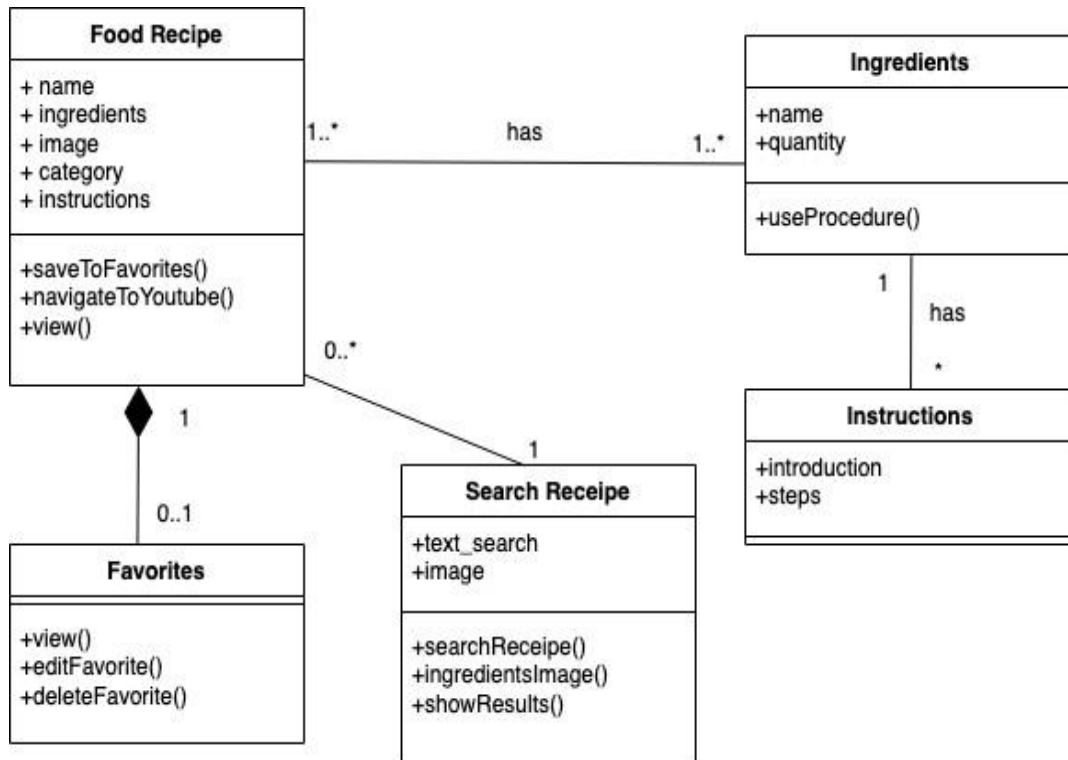 Food Recipe
+ name
+ ingredients
+ image
+ category
+ instructions
+saveToFavorites()
+navigateToYoutube()
+view()
1..*
has
1..*
Ingredients
+name
+quantity
+useProcedure()
1
has
*
Instructions
+introduction
+steps
0..*
1
1
0..1
Favorites
+view()
+editFavorite()
+deleteFavorite()
Search Receipe
+text_search
+image
+searchReceipe()
+ingredientsImage()
+showResults()